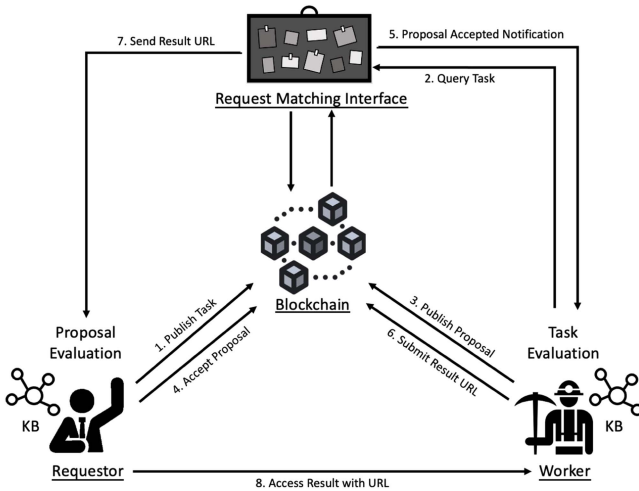 7. Send Result URL
5. Proposal Accepted Notification
2. Query Task
Request Matching Interface
Blockchain
1. Publish Task
4. Accept Proposal
3. Publish Proposal
6. Submit Result URL
Proposal
Evaluation
Task
Evaluation
KB
KB
Requestor
Worker
8. Access Result with URL